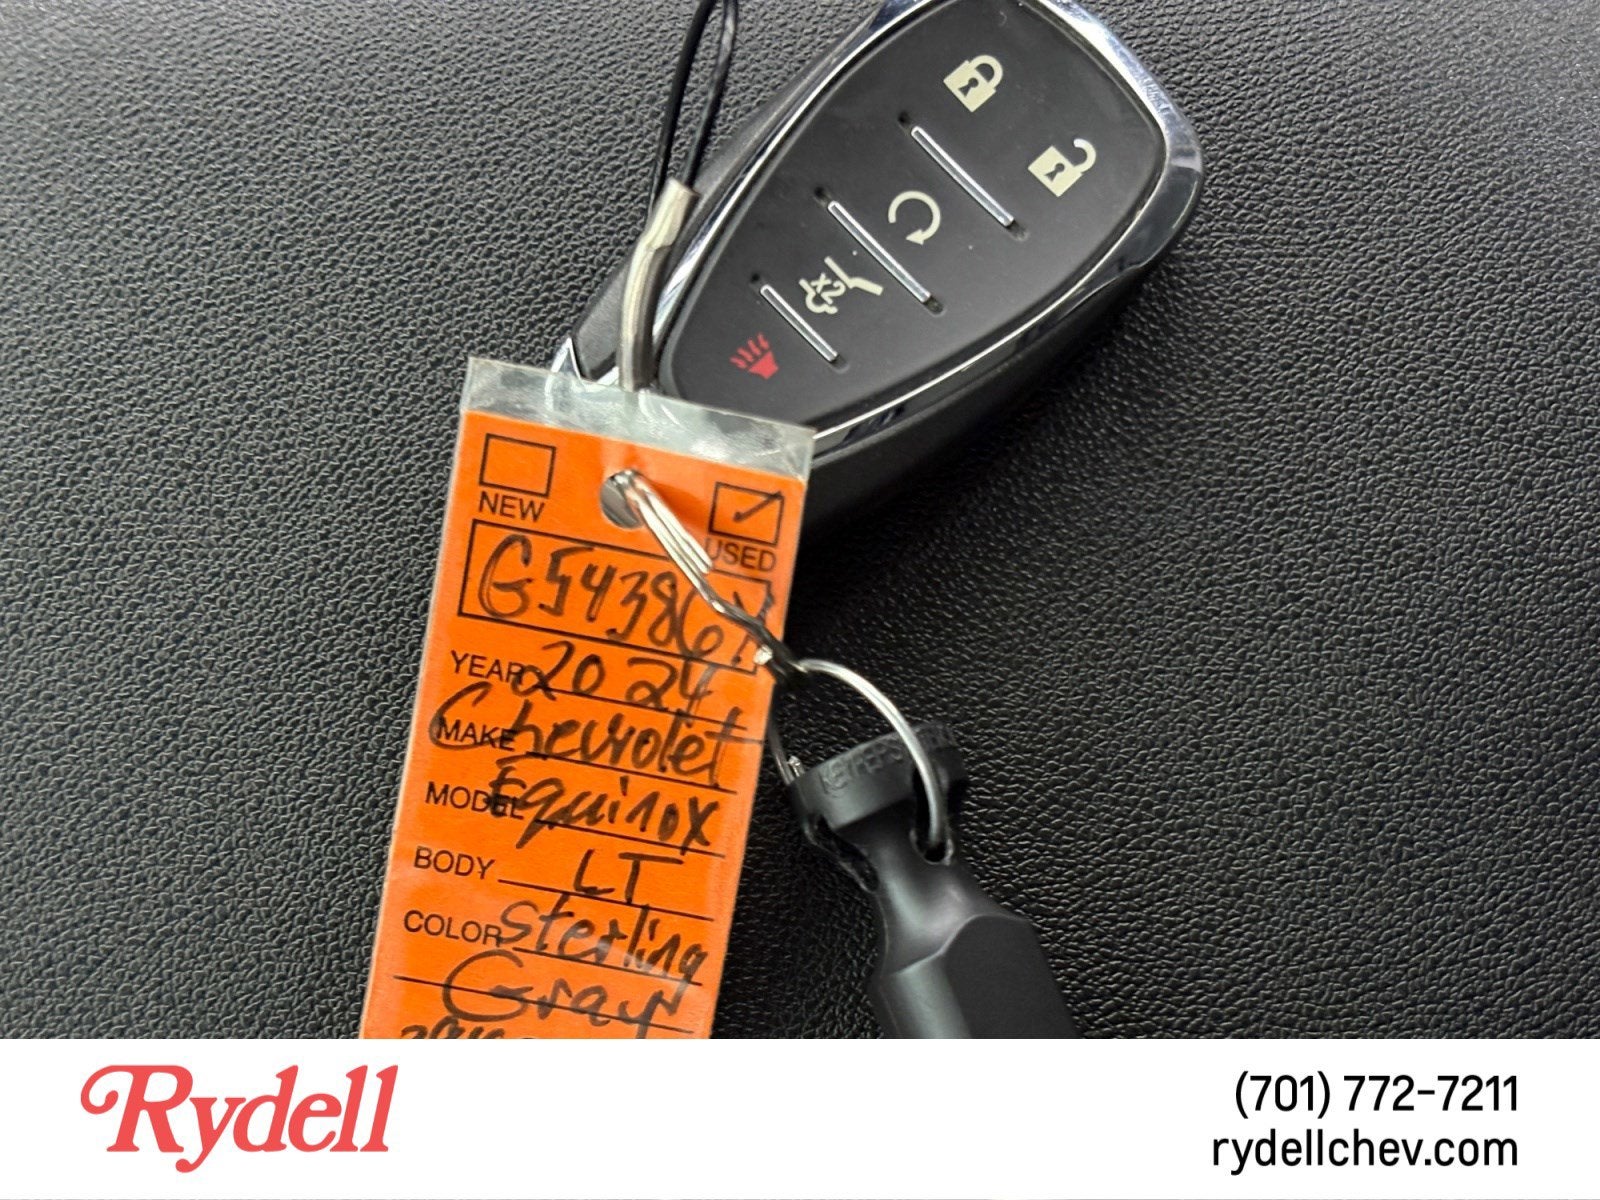 x2
NEW
USED
G54386
YEAR 2024
MAKE Chevrolet
MODEL Equinox
BODY LT
COLOR Sterling
Gray
Rydell
(701) 772-7211
rydellchev.com